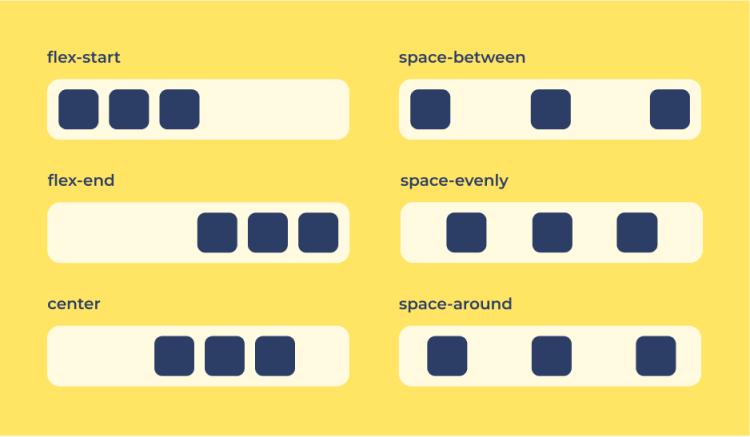 flex-start
flex-end
center
space-between
space-evenly
space-around